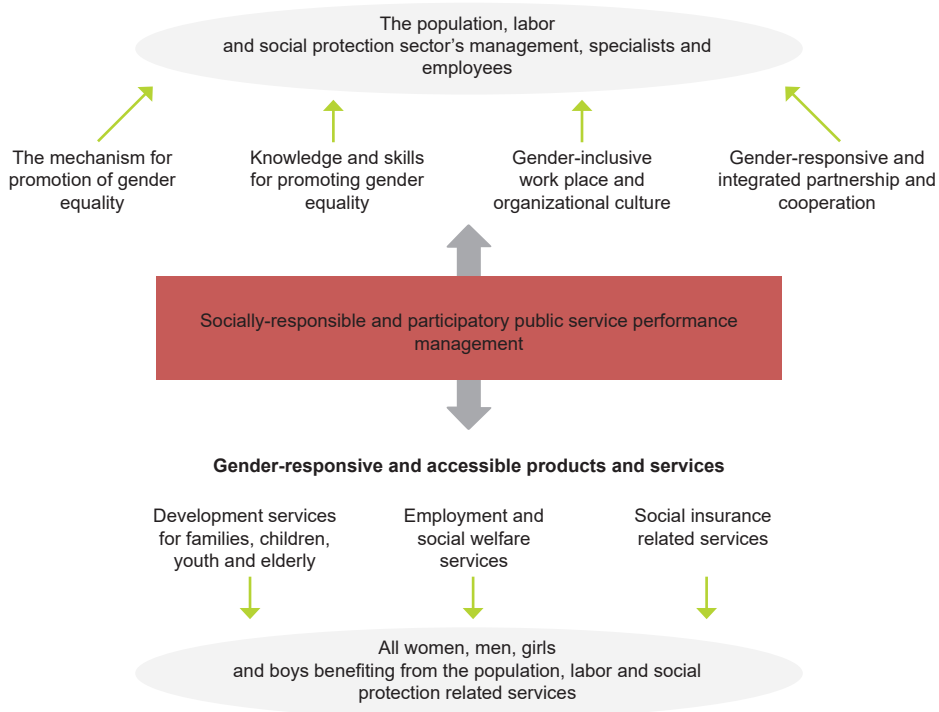 The population, labor
and social protection sector's management, specialists and
employees
The mechanism for
promotion of gender
equality
Knowledge and skills
for promoting gender
equality
Gender-inclusive
work place and
organizational culture
Gender-responsive and
integrated partnership and
cooperation
Socially-responsible and participatory public service performance
management
Gender-responsive and accessible products and services
Development services
for families, children,
youth and elderly
Employment and
social welfare
services
Social insurance
related services
All women, men, girls
and boys benefiting from the population, labor and social
protection related services